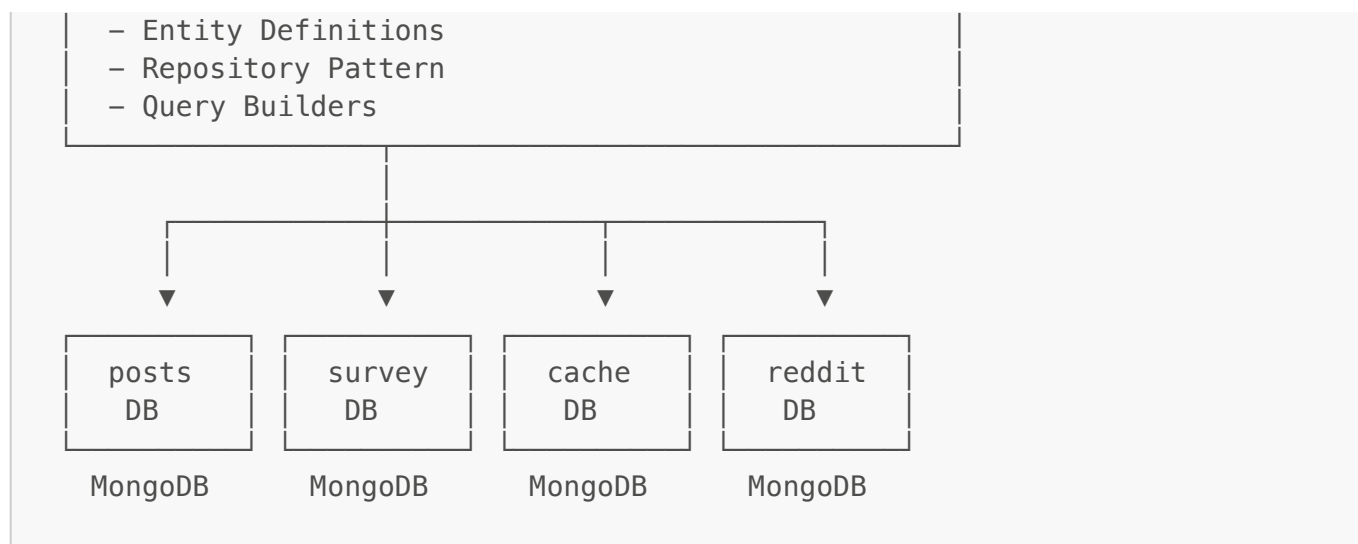 – Entity Definitions
– Repository Pattern
– Query Builders
posts survey cache reddit
DB DB DB DB
MongoDB MongoDB MongoDB MongoDB